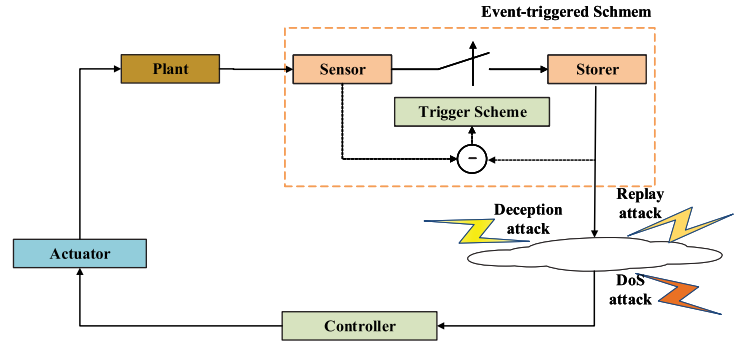 Event-triggered Schmem
Plant
Sensor
Storer
Trigger Scheme
−
Deception
attack
Replay
attack
Actuator
DoS
attack
Controller